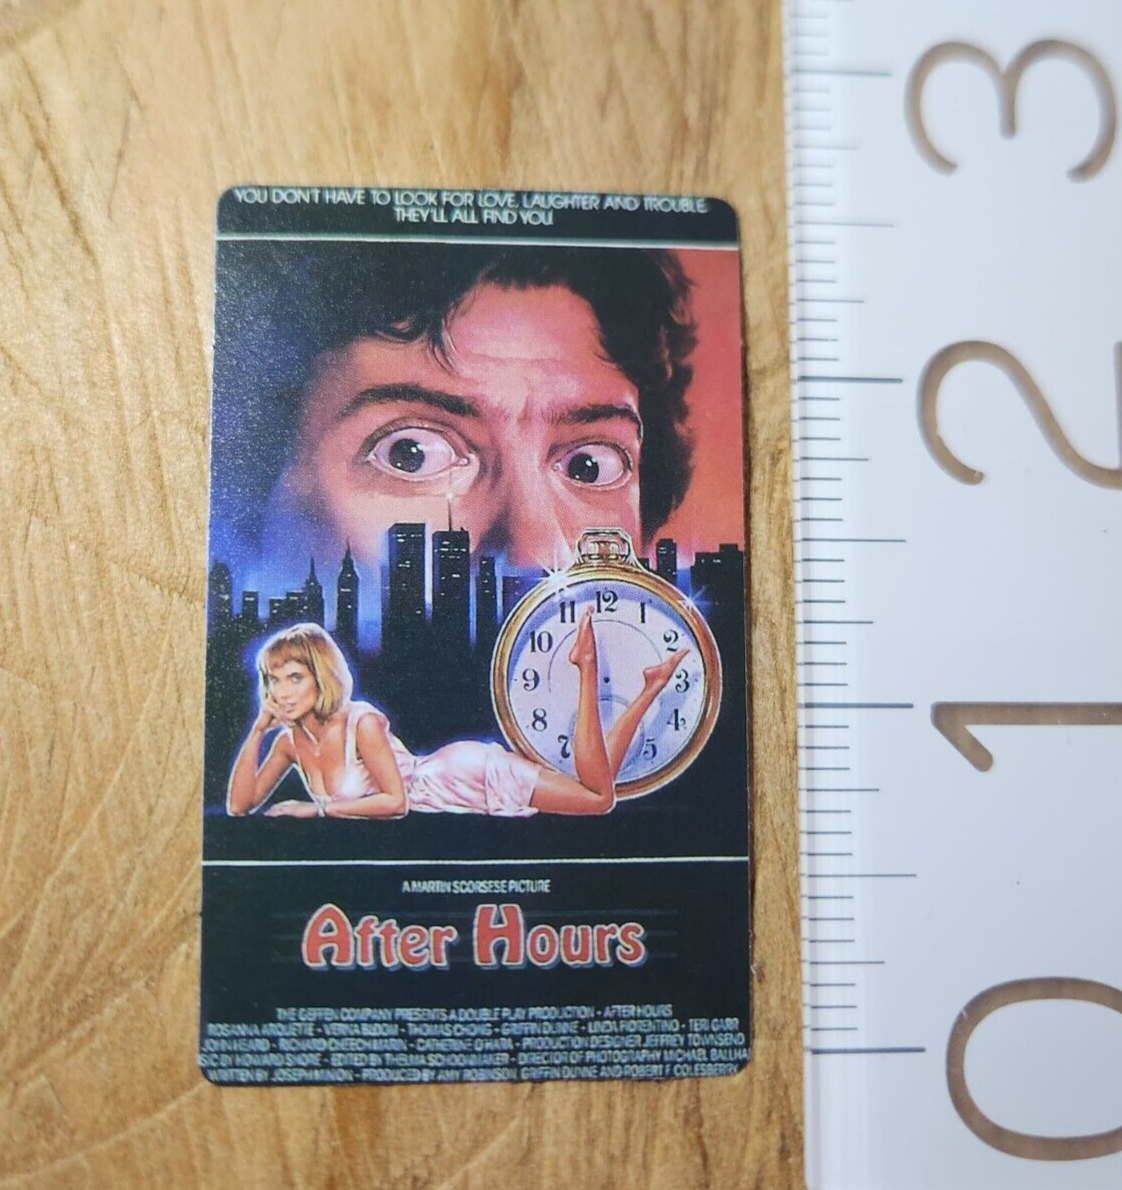 YOU DON'T HAVE TO LOOK FOR LOVE, LAUGHTER AND TROUBLE.
THEY'LL ALL FIND YOU
11 12 1
10 2
9 3
8 4
7 5
A MARTIN SCORSESE PICTURE
After Hours
THE GEFFEN COMPANY PRESENTS A DOUBLE PLAY PRODUCTION - AFTER HOURS
ROSANNA ARQUETTE - VERNA BLOOM - THOMAS CHONG - GRIFFIN DUNNE - LINDA FIORENTINO - TERI GARR
JOHN HEARD - RICHARD CHEECH MARIN - CATHERINE O'HARA - PRODUCTION DESIGNER JEFFREY TOWNSEND
SIC BY HOWARD SHORE - EDITED BY THELMA SCHOONMAKER - DIRECTOR OF PHOTOGRAPHY MICHAEL BALLHA
WRITTEN BY JOSEPH MINION - PRODUCED BY AMY ROBINSON, GRIFFIN DUNNE AND ROBERT F COLESBERRY
0 1 2 3